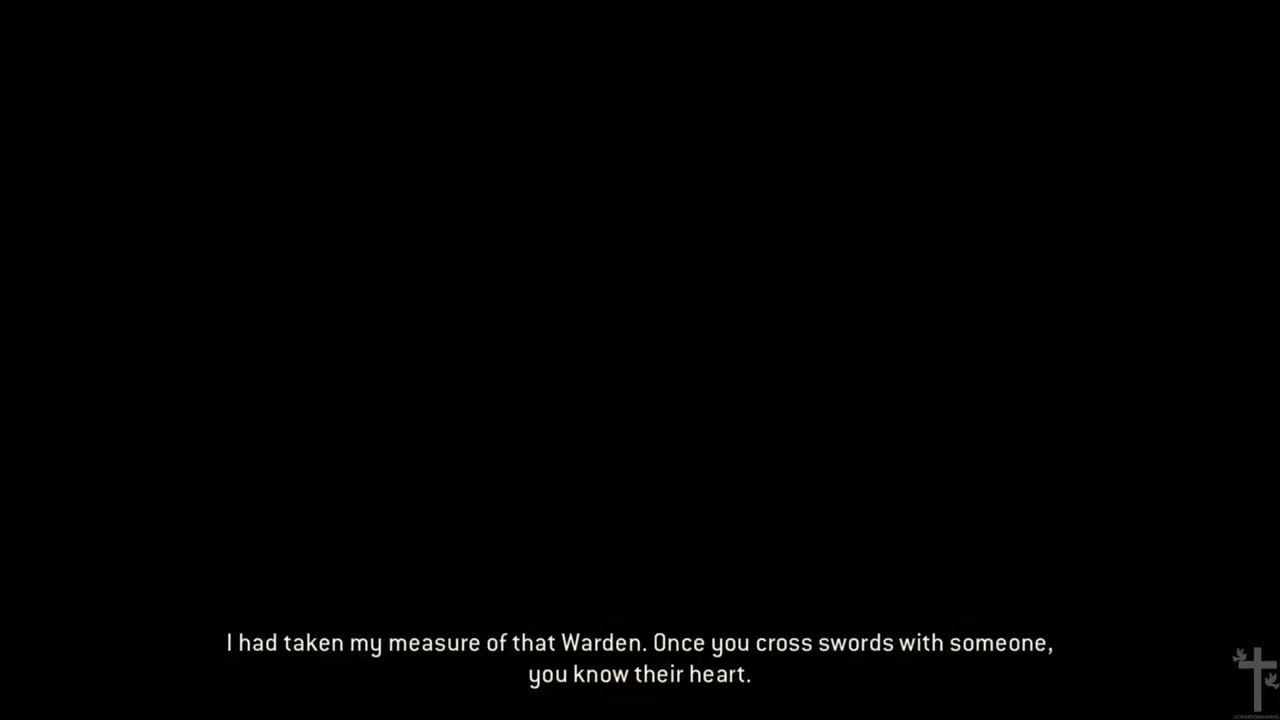 I had taken my measure of that Warden. Once you cross swords with someone,
you know their heart.